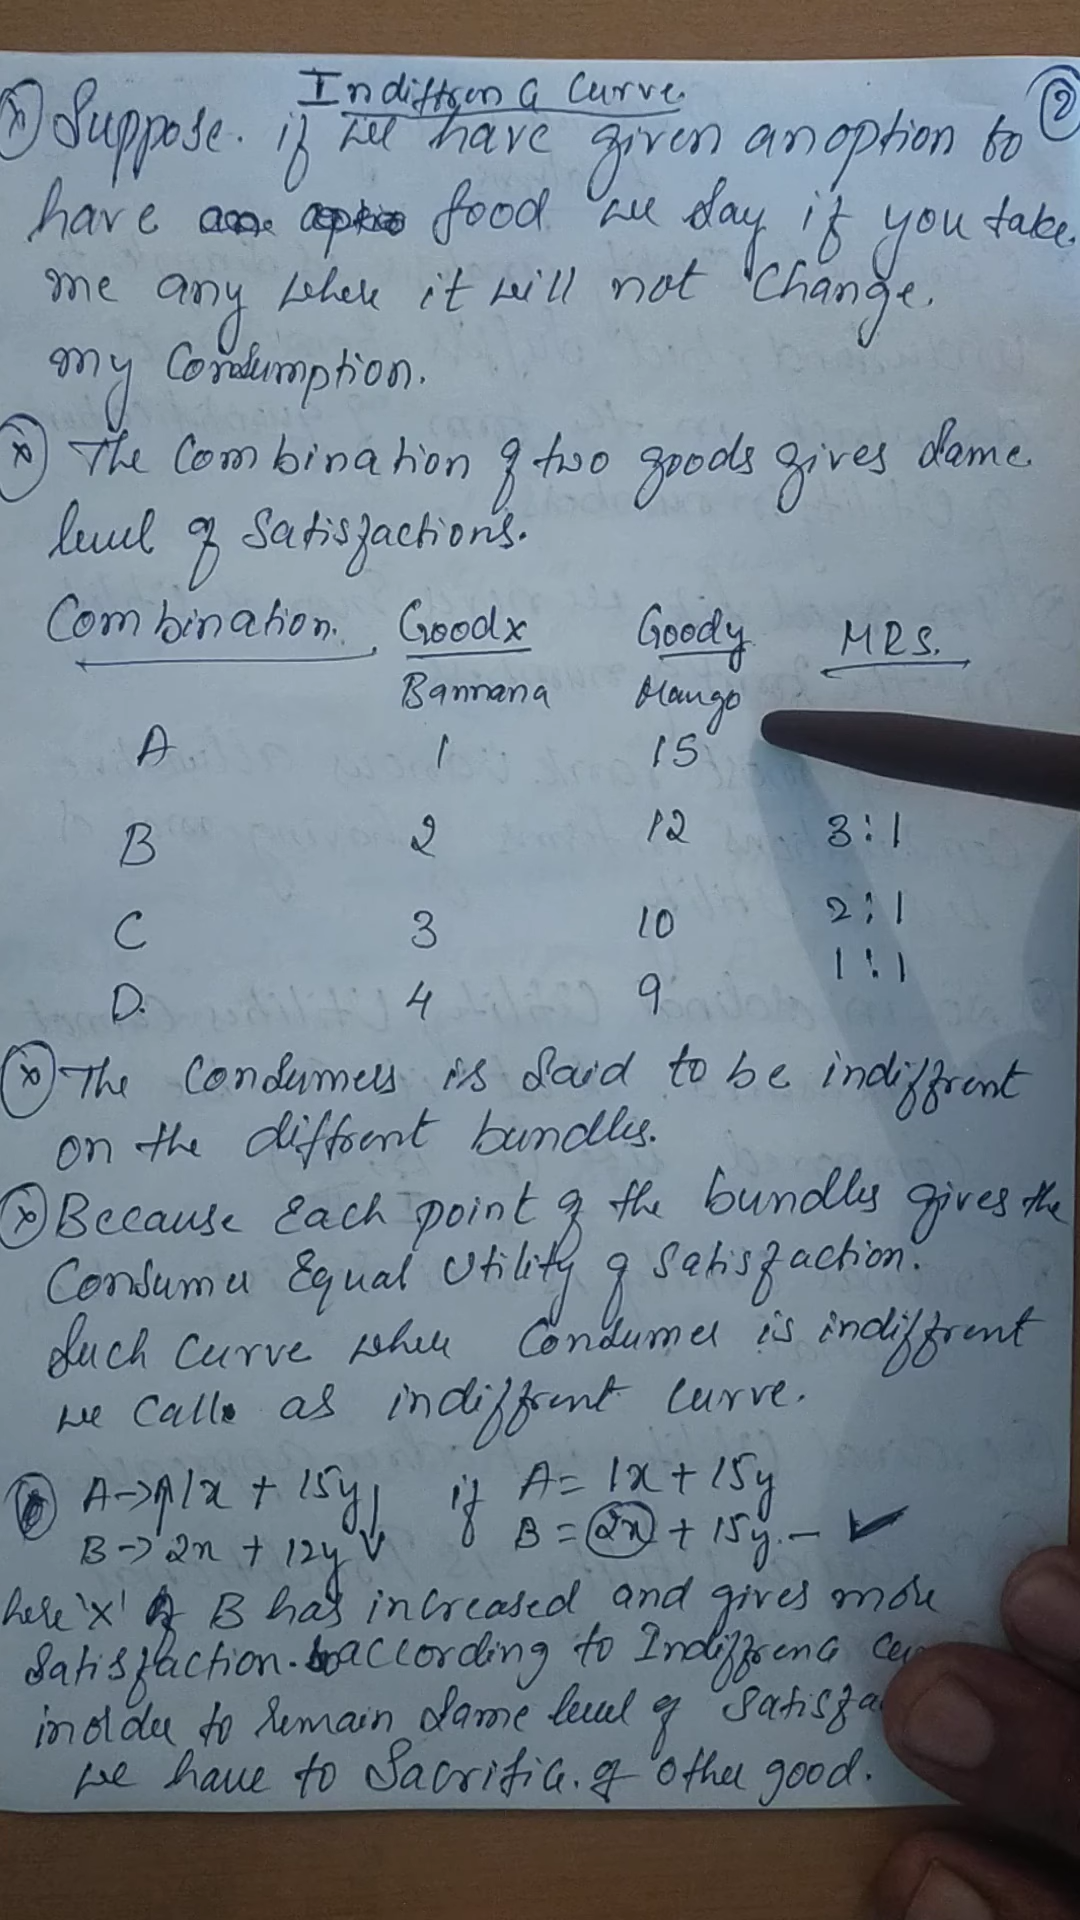 Indiffrence Curve.
2
Suppose. if we have given an option to
have food we say if you take
me any where it will not change.
my Consumption.
The Combination of two goods gives same
level of Satisfactions.
Combination. Good x Good y MRS.
Bannana Mango
A 1 15
B 2 12 3:1
C 3 10 2:1
D. 4 9 1:1
The Consumers is said to be indiffrent
on the diffrent bundles.
Because Each point of the bundles gives the
Consumer Equal Utility of Satisfaction.
Such Curve where Consumer is indiffrent
we call as indiffrent curve.
A→↑1x + 15y↓ if A= 1x + 15y
B→ 2x + 12y B = 2x + 15y. – ✓
here 'x' of B has increased and gives more
Satisfaction. according to Indiffrence
inorder to remain same level of
we have to Sacrifice. of other good.